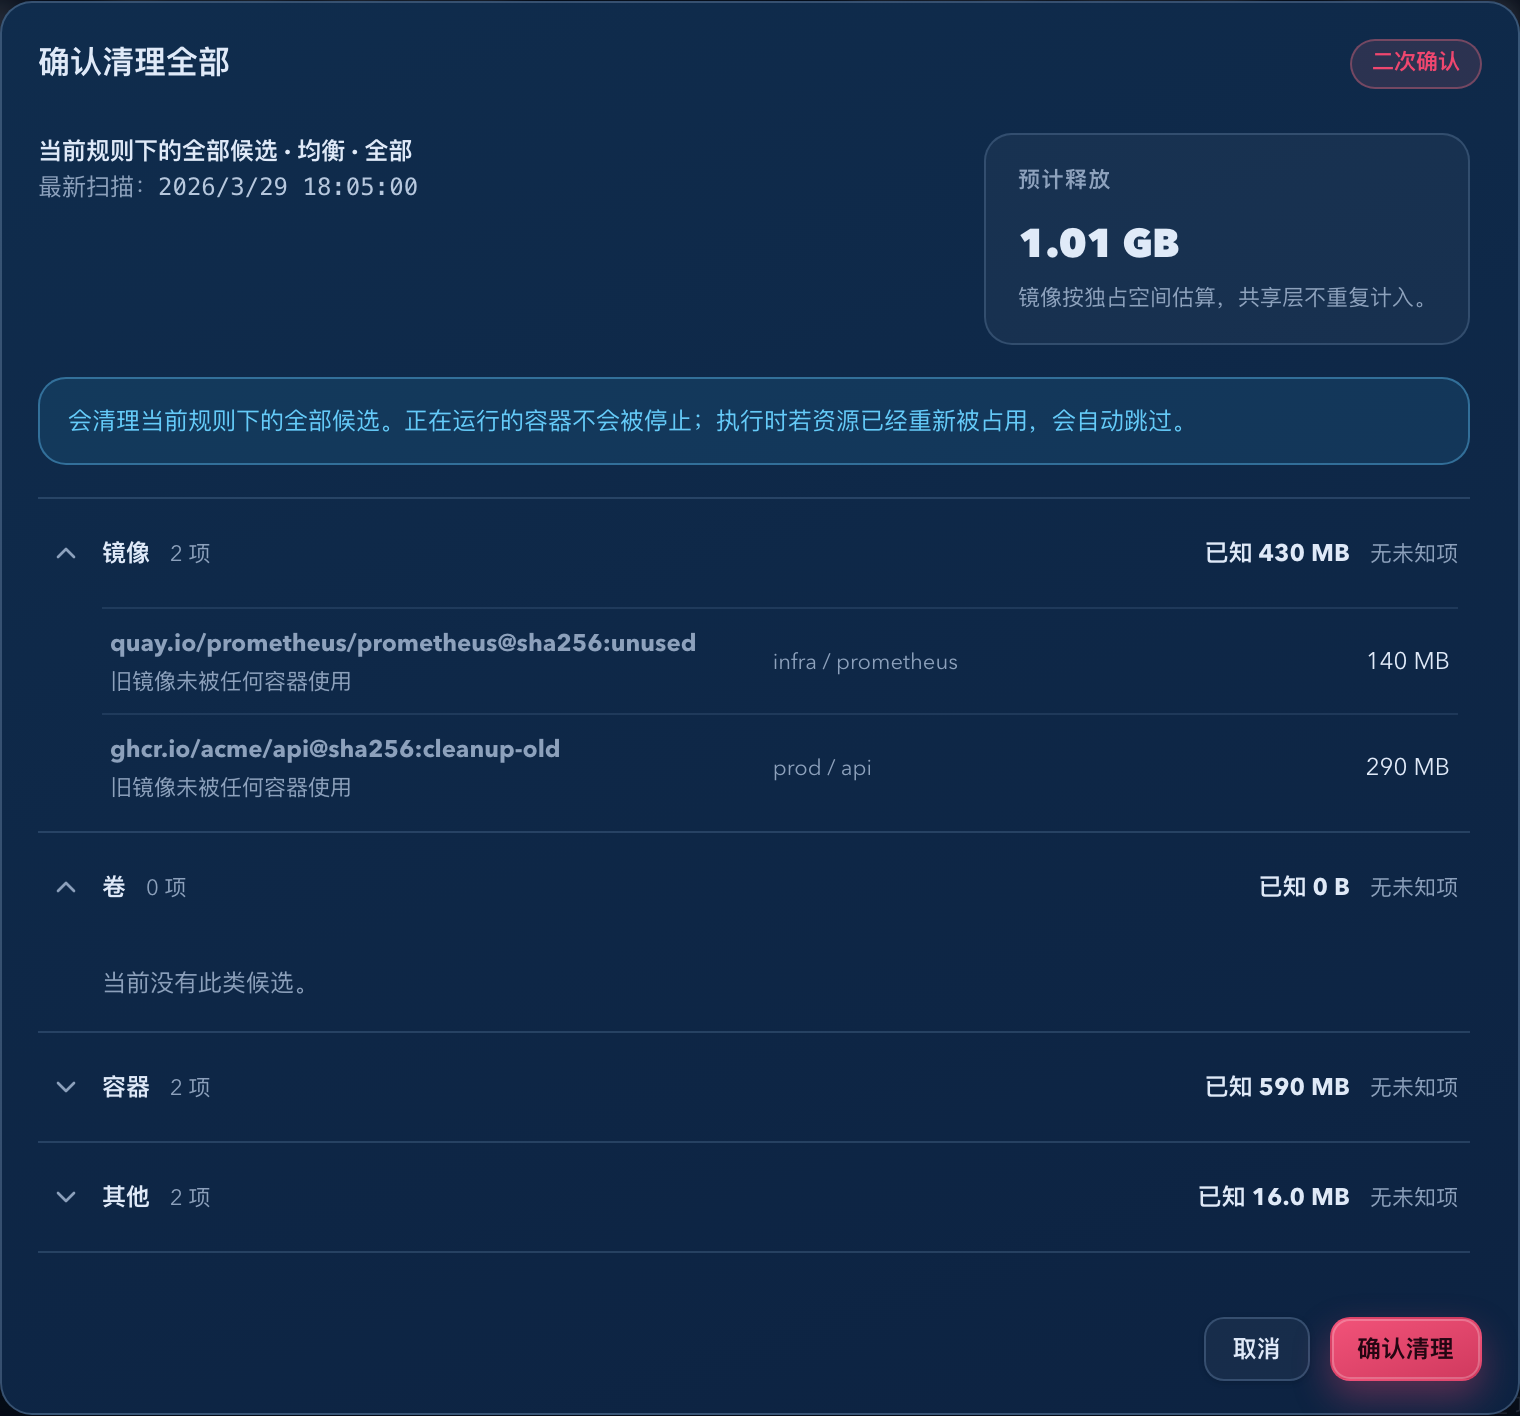 确认清理全部
二次确认
当前规则下的全部候选 · 均衡 · 全部
最新扫描：2026/3/29 18:05:00
预计释放
1.01 GB
镜像按独占空间估算，共享层不重复计入。
会清理当前规则下的全部候选。正在运行的容器不会被停止；执行时若资源已经重新被占用，会自动跳过。
镜像 2 项 已知 430 MB 无未知项
quay.io/prometheus/prometheus@sha256:unused
旧镜像未被任何容器使用
infra / prometheus
140 MB
ghcr.io/acme/api@sha256:cleanup-old
旧镜像未被任何容器使用
prod / api
290 MB
卷 0 项 已知 0 B 无未知项
当前没有此类候选。
容器 2 项 已知 590 MB 无未知项
其他 2 项 已知 16.0 MB 无未知项
取消
确认清理